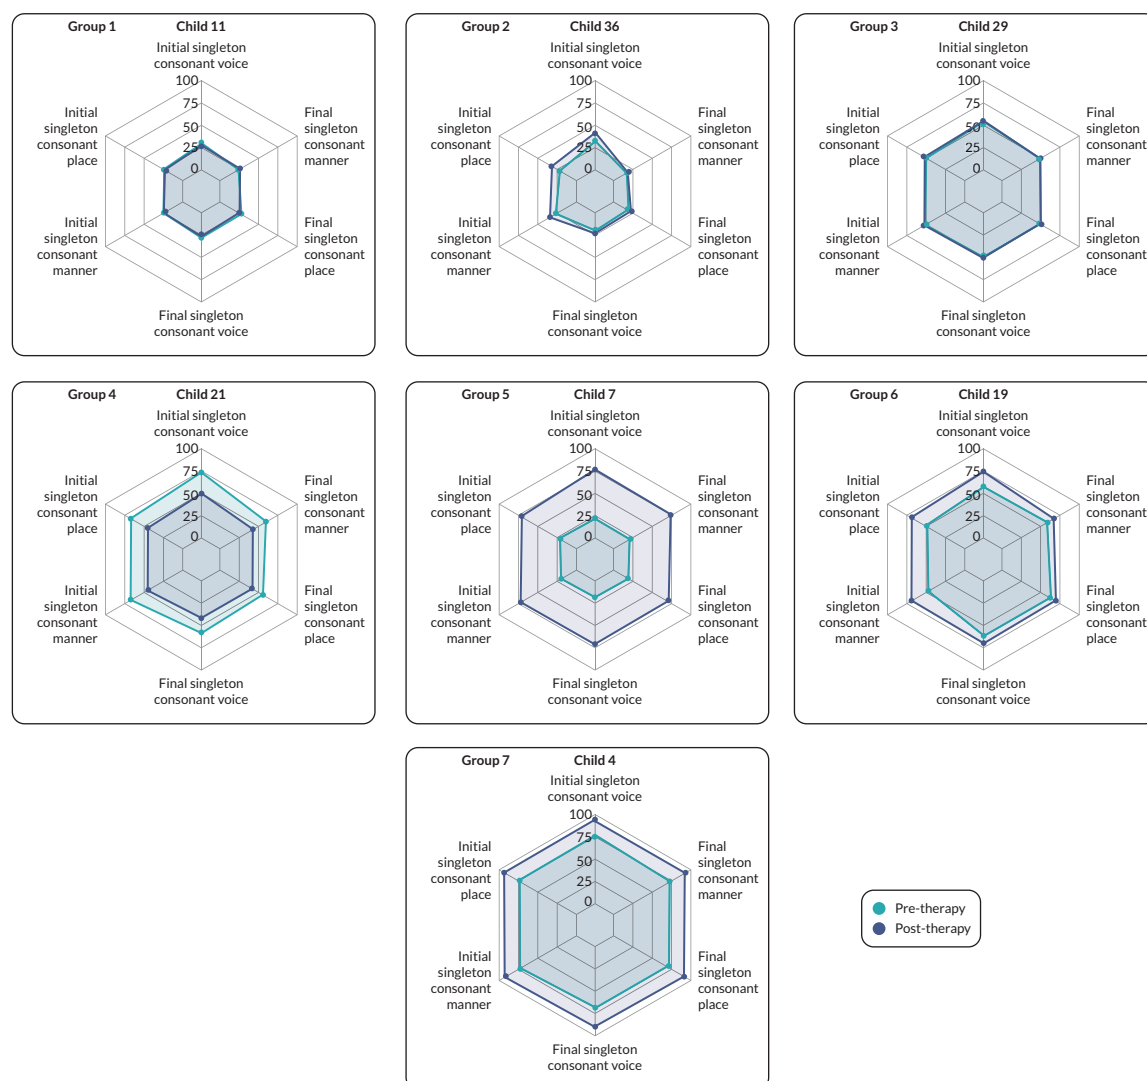 Group 1 Child 11
Initial singleton
consonant voice
100
75
50
25
0
Initial
singleton
consonant
place
Final
singleton
consonant
manner
Initial
singleton
consonant
manner
Final
singleton
consonant
place
Final singleton
consonant voice
Group 2 Child 36
Initial singleton
consonant voice
100
75
50
25
0
Initial
singleton
consonant
place
Final
singleton
consonant
manner
Initial
singleton
consonant
manner
Final
singleton
consonant
place
Final singleton
consonant voice
Group 3 Child 29
Initial singleton
consonant voice
100
75
50
25
0
Initial
singleton
consonant
place
Final
singleton
consonant
manner
Initial
singleton
consonant
manner
Final
singleton
consonant
place
Final singleton
consonant voice
Group 4 Child 21
Initial singleton
consonant voice
100
75
50
25
0
Initial
singleton
consonant
place
Final
singleton
consonant
manner
Initial
singleton
consonant
manner
Final
singleton
consonant
place
Final singleton
consonant voice
Group 5 Child 7
Initial singleton
consonant voice
100
75
50
25
0
Initial
singleton
consonant
place
Final
singleton
consonant
manner
Initial
singleton
consonant
manner
Final
singleton
consonant
place
Final singleton
consonant voice
Group 6 Child 19
Initial singleton
consonant voice
100
75
50
25
0
Initial
singleton
consonant
place
Final
singleton
consonant
manner
Initial
singleton
consonant
manner
Final
singleton
consonant
place
Final singleton
consonant voice
Group 7 Child 4
Initial singleton
consonant voice
100
75
50
25
0
Initial
singleton
consonant
place
Final
singleton
consonant
manner
Initial
singleton
consonant
manner
Final
singleton
consonant
place
Final singleton
consonant voice
Pre-therapy
Post-therapy